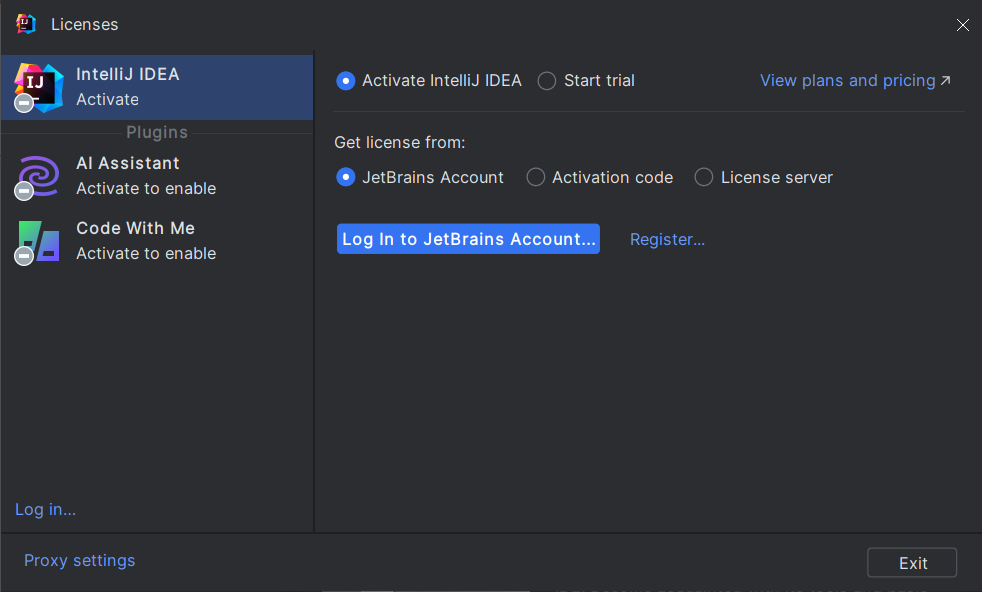 Licenses
IJ
IntelliJ IDEA
Activate
Plugins
AI Assistant
Activate to enable
Code With Me
Activate to enable
Log in...
Activate IntelliJ IDEA Start trial View plans and pricing ↗
Get license from:
JetBrains Account Activation code License server
Log In to JetBrains Account... Register...
Proxy settings
Exit